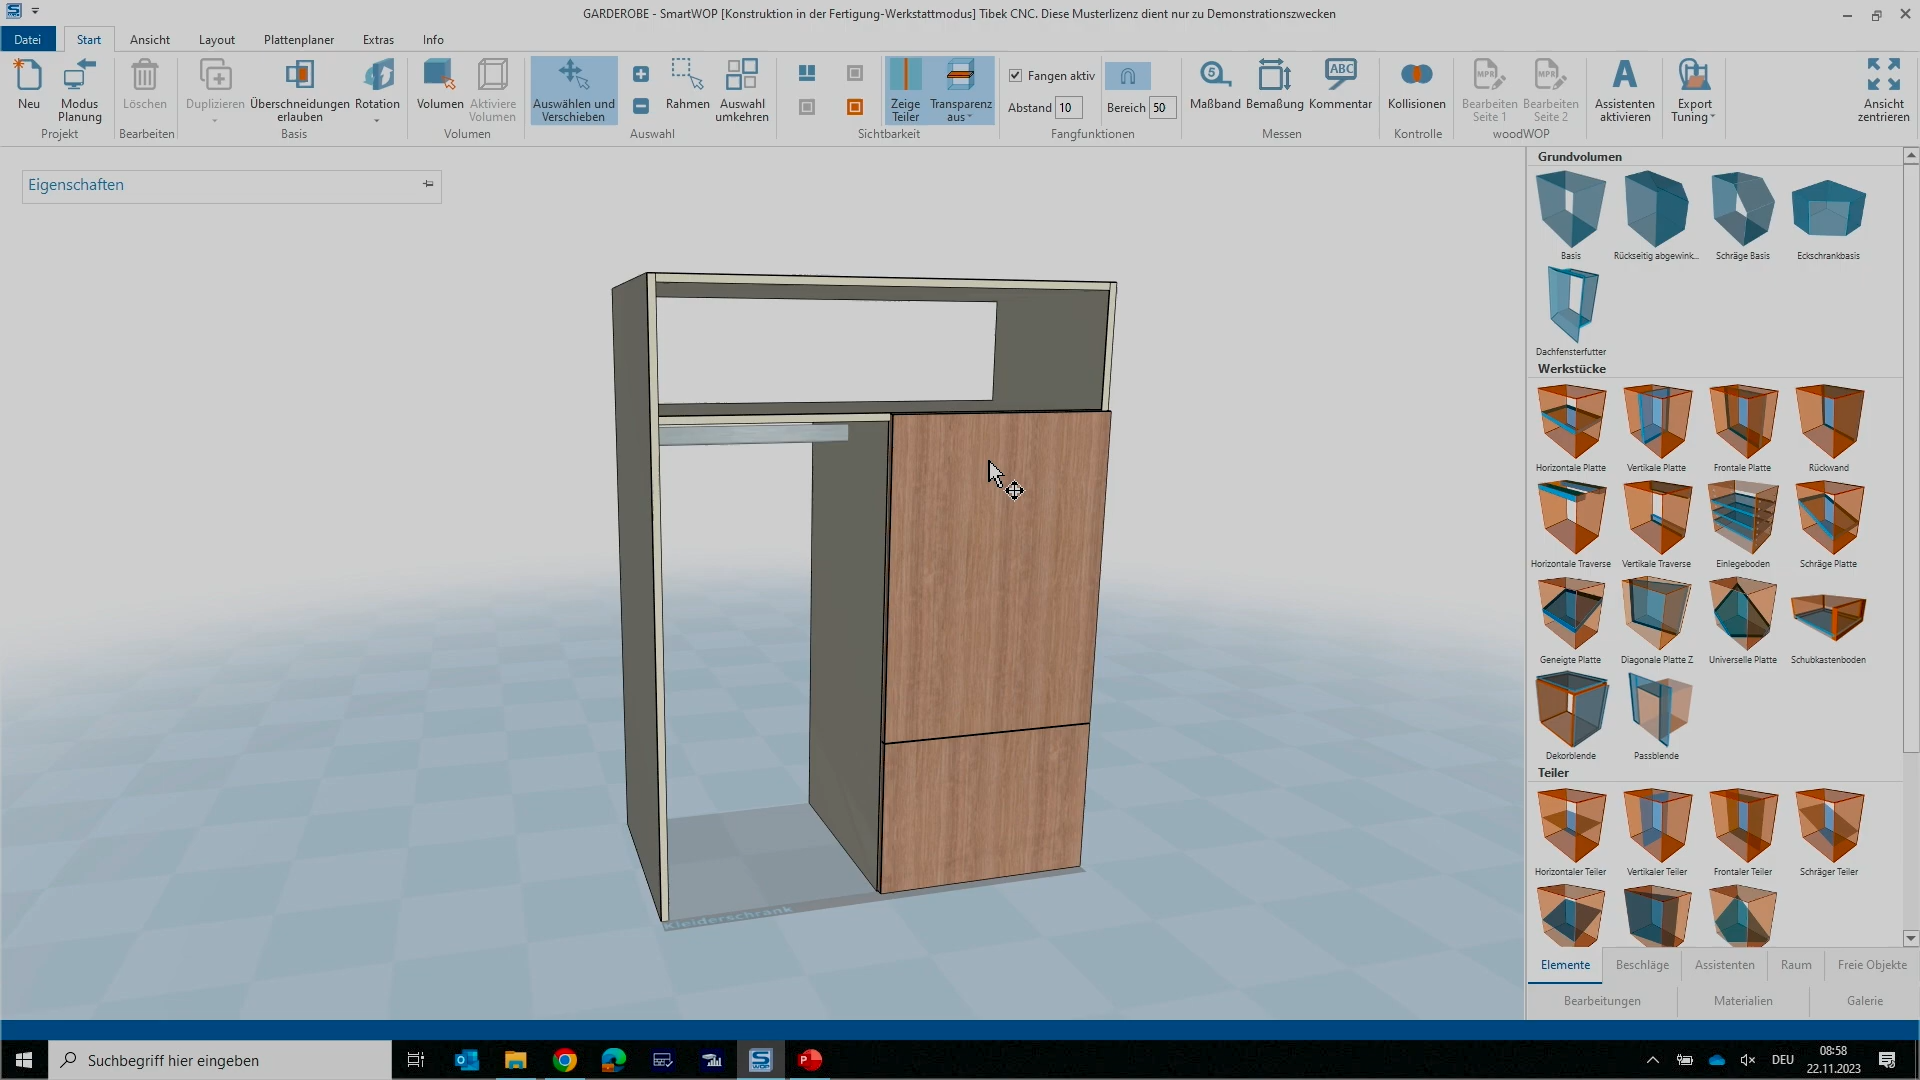 GARDEROBE - SmartWOP [Konstruktion in der Fertigung-Werkstattmodus] Tibek CNC. Diese Musterlizenz dient nur zu Demonstrationszwecken
Datei Start Ansicht Layout Plattenplaner Extras Info
Neu
Modus Planung
Projekt
Löschen
Bearbeiten
Duplizieren
Überschneidungen erlauben
Rotation
Basis
Volumen
Aktiviere Volumen
Volumen
Auswählen und Verschieben
Rahmen
Auswahl umkehren
Auswahl
Zeige Teiler
Transparenz aus
Sichtbarkeit
Fangen aktiv
Abstand 10
Bereich 50
Fangfunktionen
Maßband
Bemaßung
ABC
Kommentar
Messen
Kollisionen
Kontrolle
MPR
Bearbeiten Seite 1
MPR
Bearbeiten Seite 2
woodWOP
Assistenten aktivieren
Export Tuning
Ansicht zentrieren
Eigenschaften
Kleiderschrank
Grundvolumen
Basis Rückseitig abgewink... Schräge Basis Eckschrankbasis
Dachfensterfutter
Werkstücke
Horizontale Platte Vertikale Platte Frontale Platte Rückwand
Horizontale Traverse Vertikale Traverse Einlegeboden Schräge Platte
Geneigte Platte Diagonale Platte Z Universelle Platte Schubkastenboden
Dekorblende Passblende
Teiler
Horizontaler Teiler Vertikaler Teiler Frontaler Teiler Schräger Teiler
Elemente Beschläge Assistenten Raum Freie Objekte
Bearbeitungen Materialien Galerie
Suchbegriff hier eingeben
DEU
08:58
22.11.2023